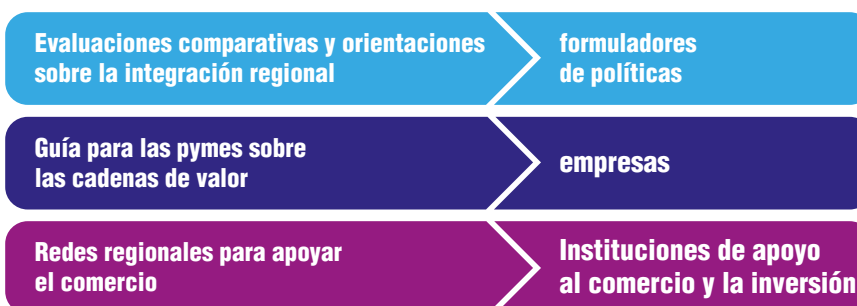 Evaluaciones comparativas y orientaciones
sobre la integración regional
formuladores
de políticas
Guía para las pymes sobre
las cadenas de valor
empresas
Redes regionales para apoyar
el comercio
Instituciones de apoyo
al comercio y la inversión